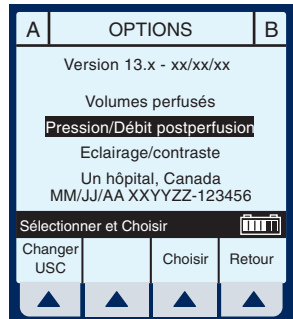 A OPTIONS B
Version 13.x - xx/xx/xx
Volumes perfusés
Pression/Débit postperfusion
Eclairage/contraste
Un hôpital, Canada
MM/JJ/AA XXYYZZ-123456
Sélectionner et Choisir
Changer USC
Choisir
Retour